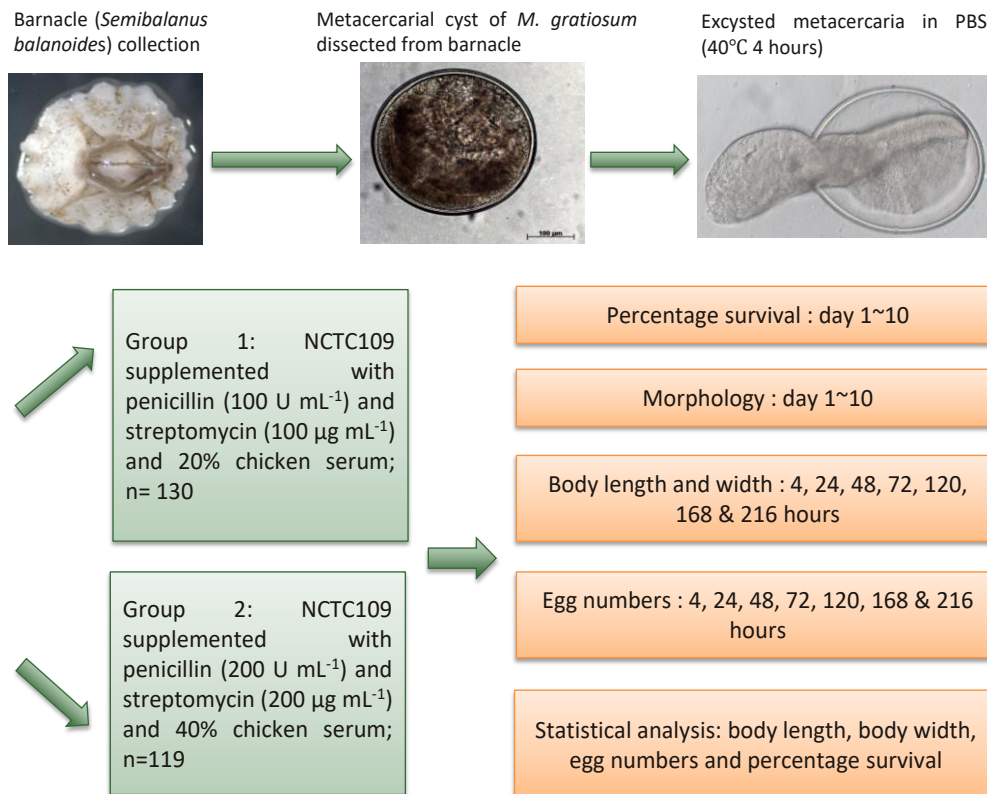 Barnacle (Semibalanus
balanoides) collection
Metacercarial cyst of M. gratiosum
dissected from barnacle
Excysted metacercaria in PBS
(40℃ 4 hours)
100 µm
Group 1: NCTC109
supplemented with
penicillin (100 U mL⁻¹) and
streptomycin (100 µg mL⁻¹)
and 20% chicken serum;
n= 130
Group 2: NCTC109
supplemented with
penicillin (200 U mL⁻¹) and
streptomycin (200 µg mL⁻¹)
and 40% chicken serum;
n=119
Percentage survival : day 1~10
Morphology : day 1~10
Body length and width : 4, 24, 48, 72, 120,
168 & 216 hours
Egg numbers : 4, 24, 48, 72, 120, 168 & 216
hours
Statistical analysis: body length, body width,
egg numbers and percentage survival